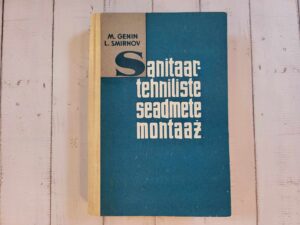 M. GENIN
L. SMIRNOV
Sanitaar-
tehniliste
seadmete
montaaž